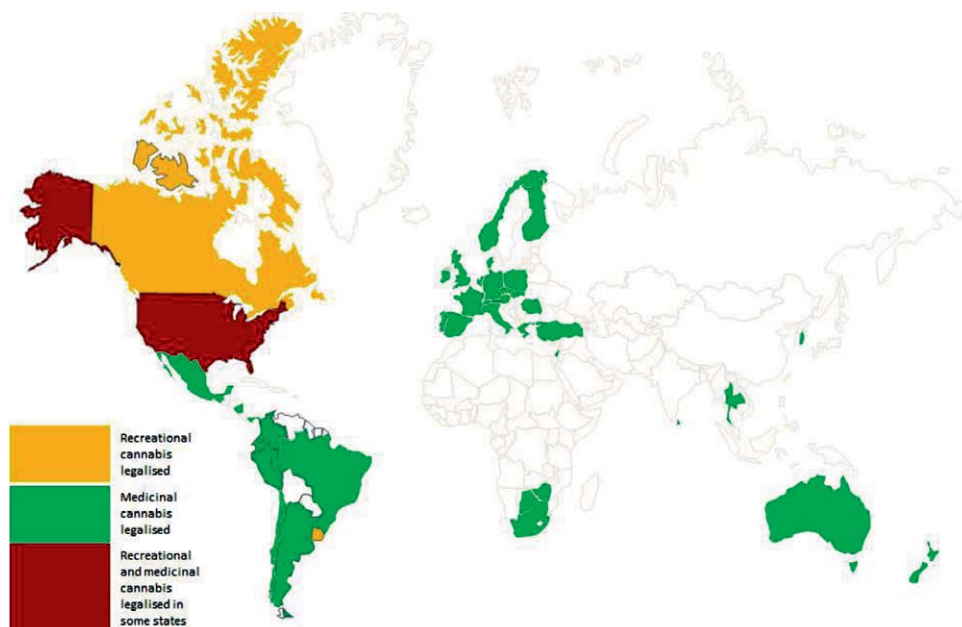 Recreational
cannabis
legalised
Medicinal
cannabis
legalised
Recreational
and medicinal
cannabis
legalised in
some states